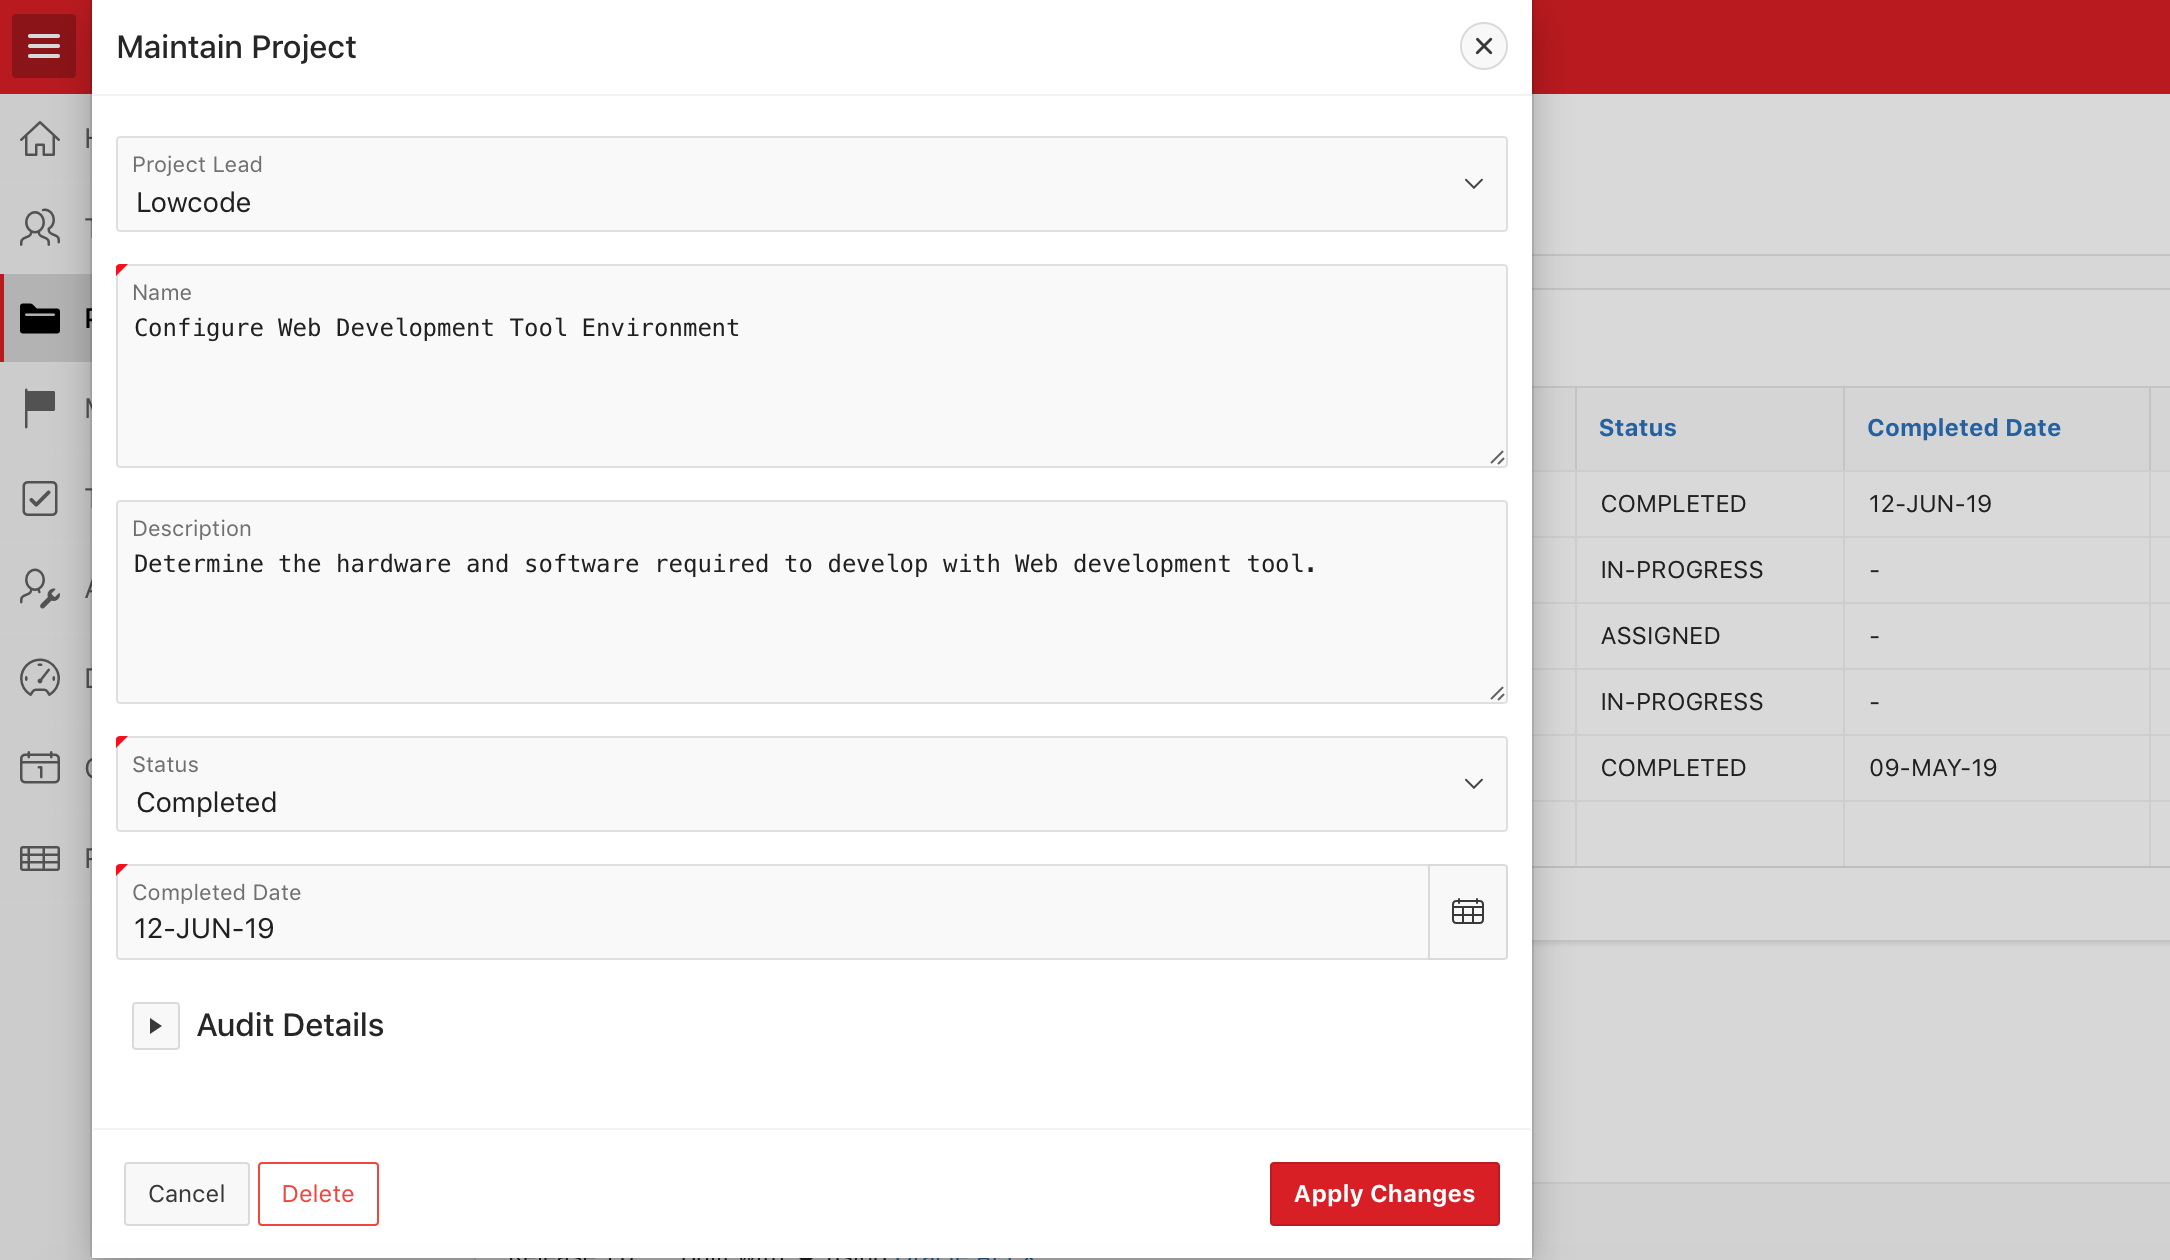 Maintain Project
Project Lead
Lowcode
Name
Configure Web Development Tool Environment
Description
Determine the hardware and software required to develop with Web development tool.
Status
Completed
Completed Date
12-JUN-19
Audit Details
Cancel
Delete
Apply Changes
Status
Completed Date
COMPLETED
12-JUN-19
IN-PROGRESS
-
ASSIGNED
-
IN-PROGRESS
-
COMPLETED
09-MAY-19
1